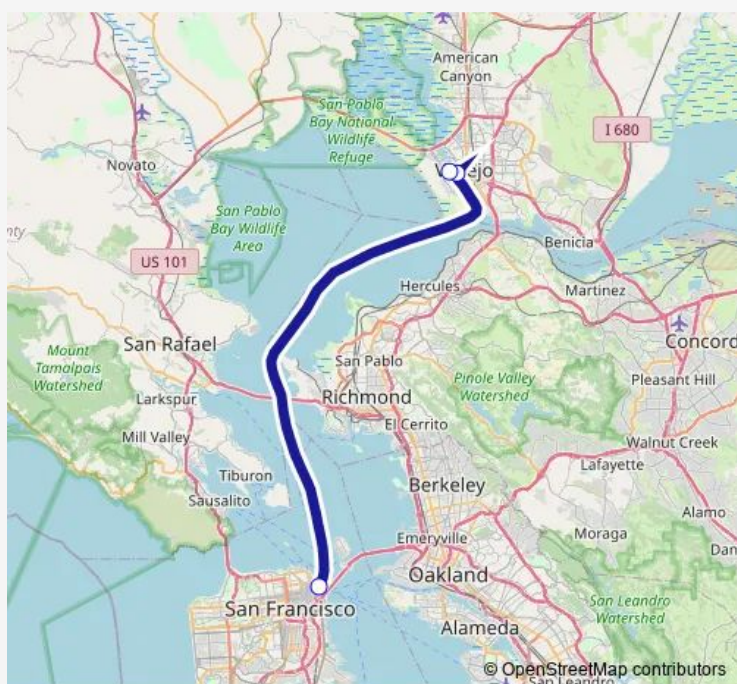 American
Canyon
San Pablo
Bay National
Wildlife
Refuge
I 680
Novato
San Pablo
Bay Wildlife
Area
US 101
Benicia
Hercules
Martinez
San Rafael
Mount
Tamalpais
Watershed
San Pablo
Concord
Pinole Valley
Watershed
Pleasant Hill
Larkspur
Richmond
El Cerrito
Mill Valley
Walnut Creek
Lafayette
Tiburon
Berkeley
Sausalito
Alamo
Emeryville
Moraga
Dan
Oakland
San Francisco
San Leandro
Watershed
Alameda
© OpenStreetMap contributors